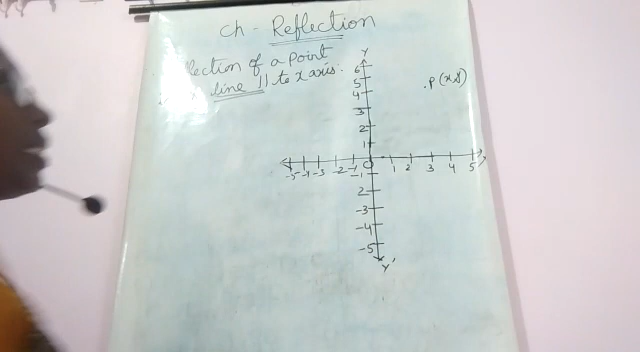 Ch - Reflection
lection of a Point
line || to x axis.
Y
6
5
4
3
2
1
.P (x,y)
-5 -4 -3 -2 -1 O 1 2 3 4 5
-1
2
-3
-4
-5
Y'